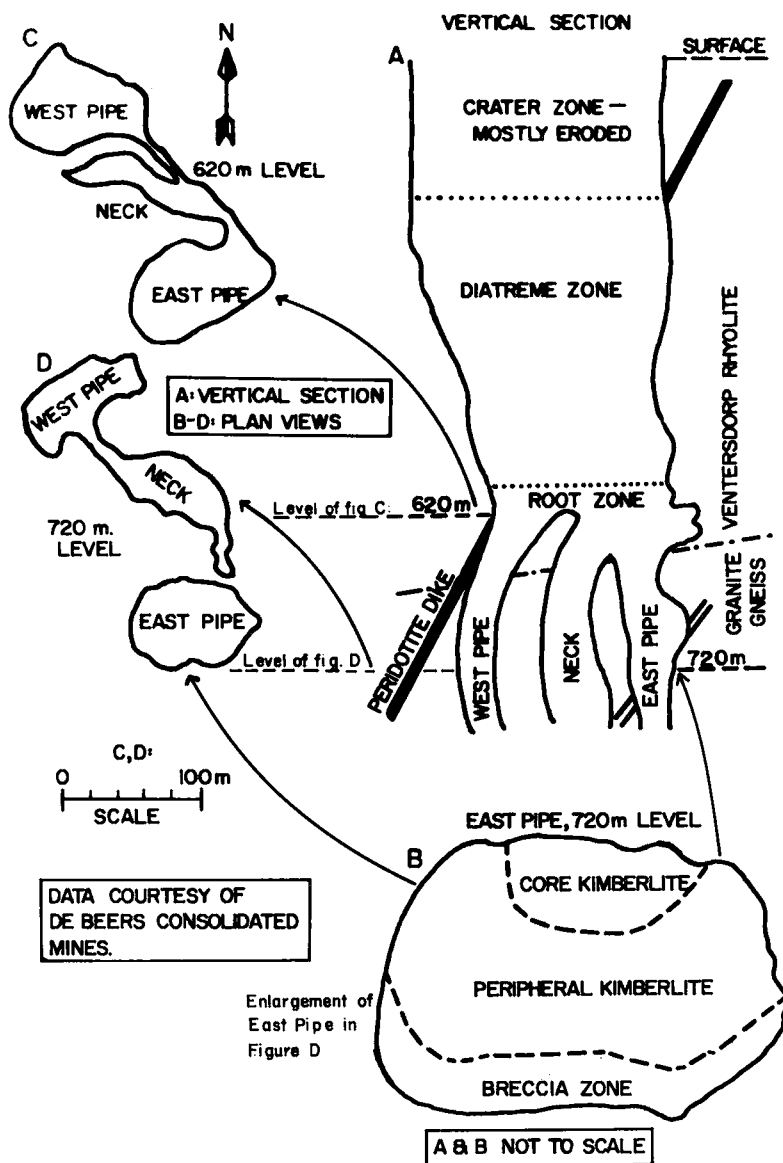 VERTICAL SECTION
C
N
A
SURFACE
WEST PIPE
CRATER ZONE —
MOSTLY ERODED
620 m LEVEL
NECK
EAST PIPE
DIATREME ZONE
D
WEST PIPE
A: VERTICAL SECTION
B-D: PLAN VIEWS
NECK
720 m.
LEVEL
EAST PIPE
Level of fig C:
620m
ROOT ZONE
VENTERSDORP RHYOLITE
GRANITE
GNEISS
PERIDOTITE DIKE
WEST PIPE
NECK
EAST PIPE
Level of fig. D
720m
C,D:
0 100m
SCALE
EAST PIPE, 720m LEVEL
B
CORE KIMBERLITE
DATA COURTESY OF
DE BEERS CONSOLIDATED
MINES.
PERIPHERAL KIMBERLITE
Enlargement of
East Pipe in
Figure D
BRECCIA ZONE
A & B NOT TO SCALE